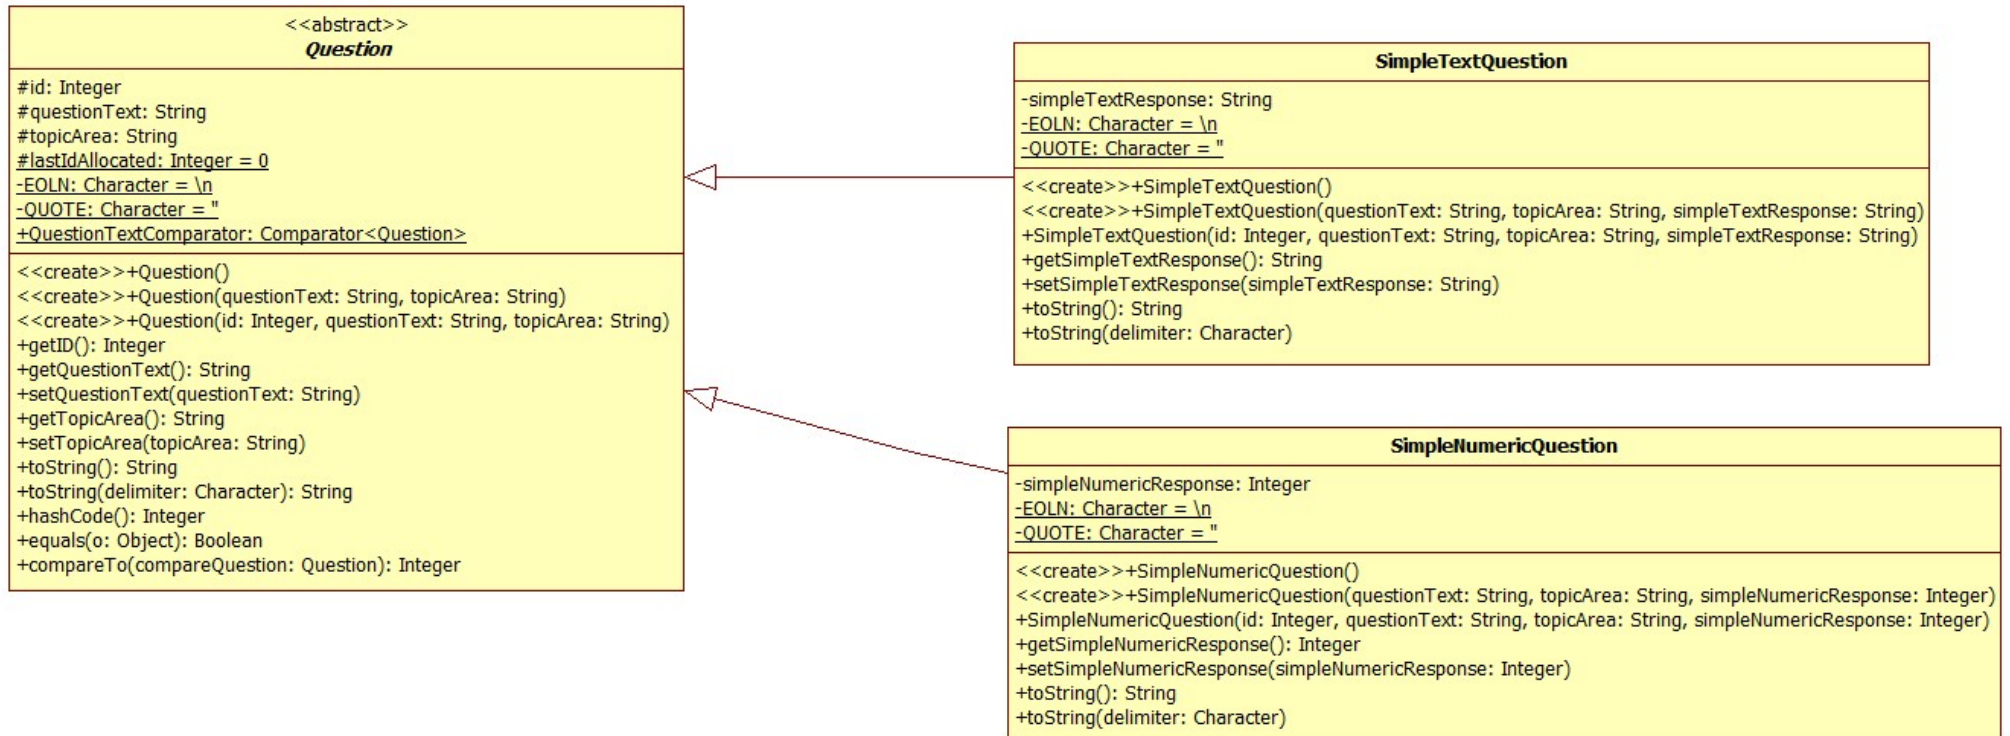 <<abstract>>
Question
#id: Integer
#questionText: String
#topicArea: String
#lastIdAllocated: Integer = 0
-EOLN: Character = \n
-QUOTE: Character = "
+QuestionTextComparator: Comparator<Question>
<<create>>+Question()
<<create>>+Question(questionText: String, topicArea: String)
<<create>>+Question(id: Integer, questionText: String, topicArea: String)
+getID(): Integer
+getQuestionText(): String
+setQuestionText(questionText: String)
+getTopicArea(): String
+setTopicArea(topicArea: String)
+toString(): String
+toString(delimiter: Character): String
+hashCode(): Integer
+equals(o: Object): Boolean
+compareTo(compareQuestion: Question): Integer
SimpleTextQuestion
-simpleTextResponse: String
-EOLN: Character = \n
-QUOTE: Character = "
<<create>>+SimpleTextQuestion()
<<create>>+SimpleTextQuestion(questionText: String, topicArea: String, simpleTextResponse: String)
+SimpleTextQuestion(id: Integer, questionText: String, topicArea: String, simpleTextResponse: String)
+getSimpleTextResponse(): String
+setSimpleTextResponse(simpleTextResponse: String)
+toString(): String
+toString(delimiter: Character)
SimpleNumericQuestion
-simpleNumericResponse: Integer
-EOLN: Character = \n
-QUOTE: Character = "
<<create>>+SimpleNumericQuestion()
<<create>>+SimpleNumericQuestion(questionText: String, topicArea: String, simpleNumericResponse: Integer)
+SimpleNumericQuestion(id: Integer, questionText: String, topicArea: String, simpleNumericResponse: Integer)
+getSimpleNumericResponse(): Integer
+setSimpleNumericResponse(simpleNumericResponse: Integer)
+toString(): String
+toString(delimiter: Character)